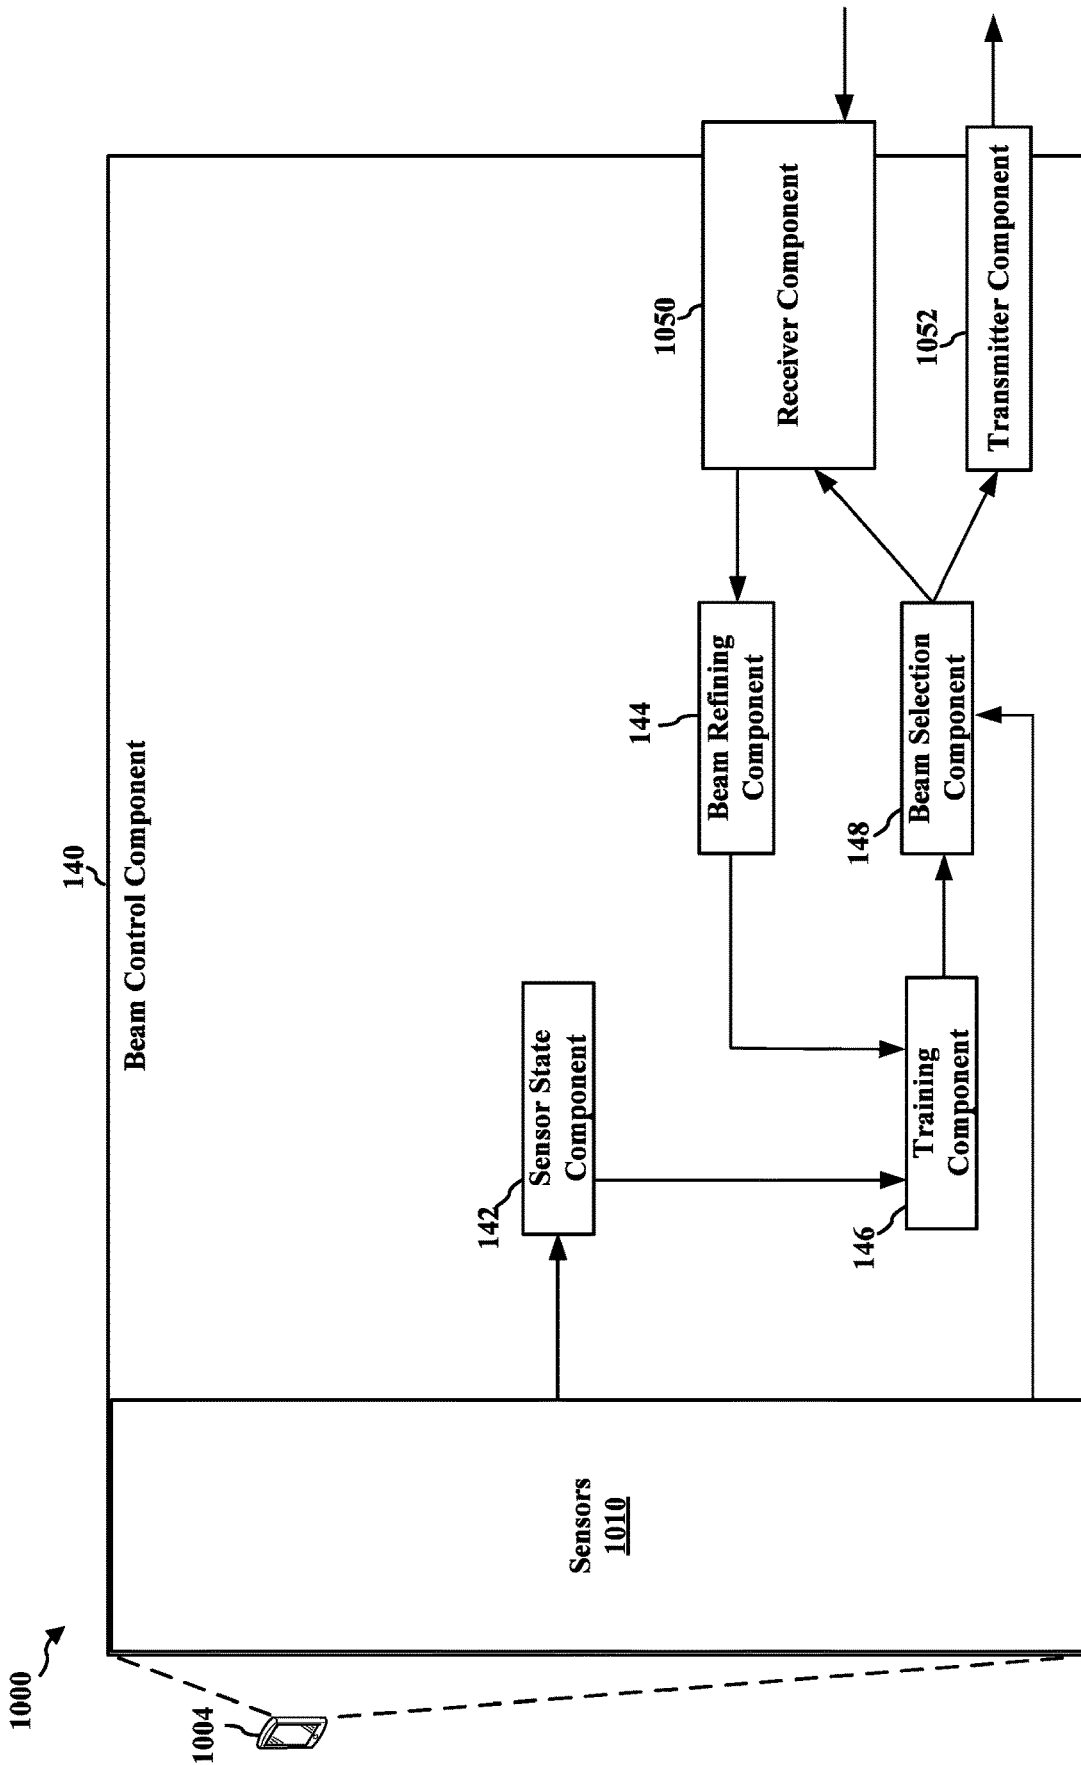 1000
1004
140
Beam Control Component
Sensors
1010
142
Sensor State
Component
144
Beam Refining
Component
1050
Receiver Component
146
Training
Component
148
Beam Selection
Component
1052
Transmitter Component